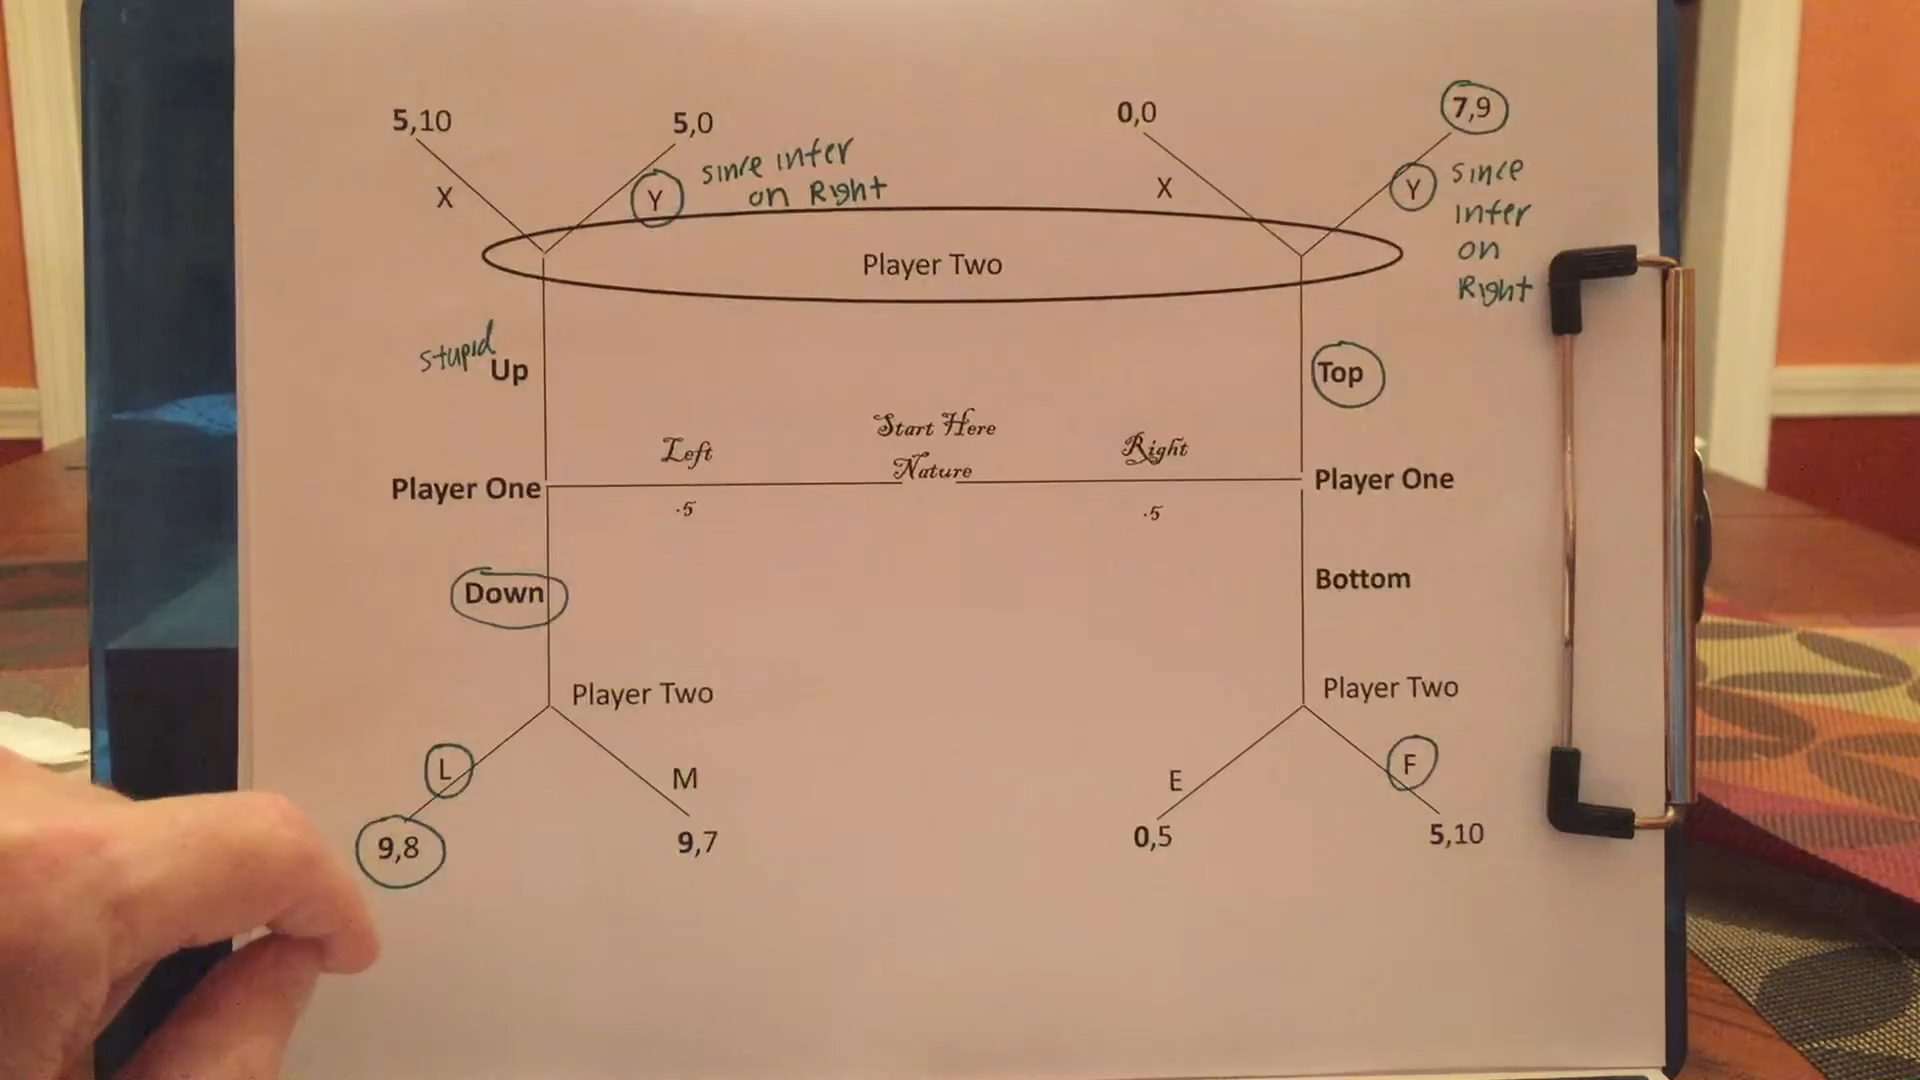 5,10
5,0
0,0
7,9
X
Y
since infer
on Right
X
Y
since
infer
on
Right
Player Two
stupid
Up
Top
Start Here
Left
Right
Nature
Player One
Player One
.5
.5
Down
Bottom
Player Two
Player Two
L
M
E
F
9,8
9,7
0,5
5,10